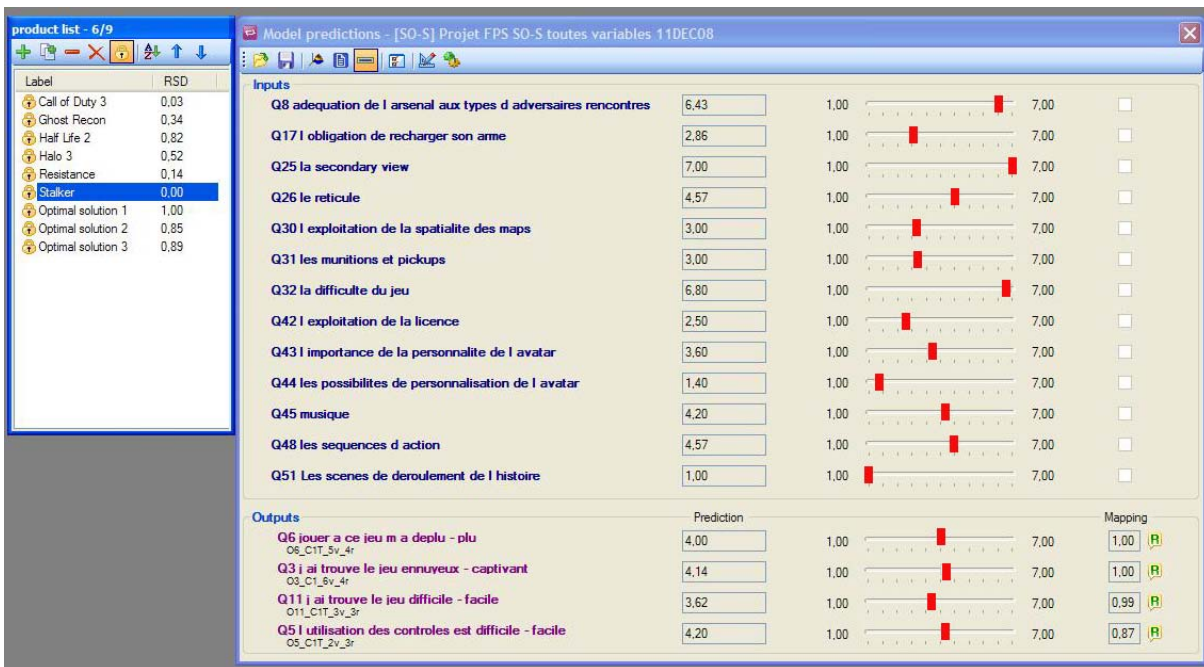 product list - 6/9
Label RSD
Call of Duty 3 0,03
Ghost Recon 0,34
Half Life 2 0,82
Halo 3 0,52
Resistance 0,14
Stalker 0,00
Optimal solution 1 1,00
Optimal solution 2 0,85
Optimal solution 3 0,89
Model predictions - [SO-S] Projet FPS SO-S toutes variables 11DEC08
Inputs
Q8 adequation de l arsenal aux types d adversaires rencontres 6,43 1,00 7,00
Q17 l obligation de recharger son arme 2,86 1,00 7,00
Q25 la secondary view 7,00 1,00 7,00
Q26 le reticule 4,57 1,00 7,00
Q30 l exploitation de la spatialite des maps 3,00 1,00 7,00
Q31 les munitions et pickups 3,00 1,00 7,00
Q32 la difficulte du jeu 6,80 1,00 7,00
Q42 l exploitation de la licence 2,50 1,00 7,00
Q43 l importance de la personnalite de l avatar 3,60 1,00 7,00
Q44 les possibilites de personnalisation de l avatar 1,40 1,00 7,00
Q45 musique 4,20 1,00 7,00
Q48 les sequences d action 4,57 1,00 7,00
Q51 Les scenes de deroulement de l histoire 1,00 1,00 7,00
Outputs Prediction Mapping
Q6 jouer a ce jeu m a deplu - plu 4,00 1,00 7,00 1,00 R
O6_C1T_5v_4r
Q3 j ai trouve le jeu ennuyeux - captivant 4,14 1,00 7,00 1,00 R
O3_C1_6v_4r
Q11 j ai trouve le jeu difficile - facile 3,62 1,00 7,00 0,99 R
O11_C1T_3v_3r
Q5 l utilisation des controles est difficile - facile 4,20 1,00 7,00 0,87 R
O5_C1T_2v_3r